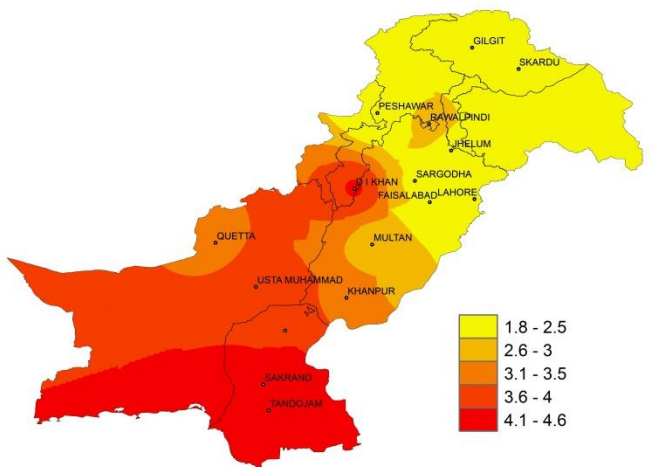 GILGIT
SKARDU
PESHAWAR
RAWALPINDI
JHELUM
D I KHAN
SARGODHA
FAISALABAD
LAHORE
QUETTA
MULTAN
USTA MUHAMMAD
KHANPUR
SAKRAND
TANDOJAM
1.8 - 2.5
2.6 - 3
3.1 - 3.5
3.6 - 4
4.1 - 4.6